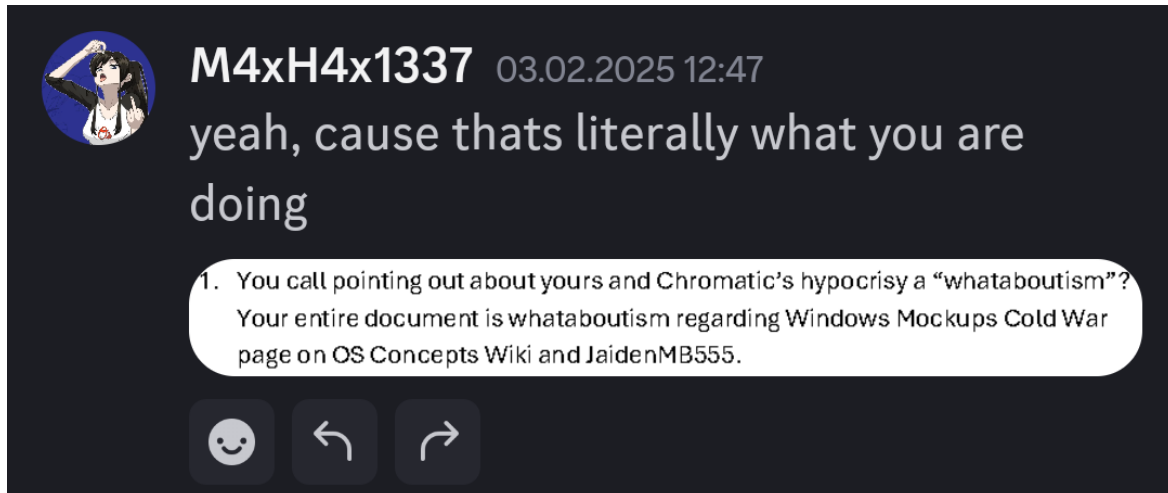 M4xH4x1337 03.02.2025 12:47
yeah, cause thats literally what you are
doing
1. You call pointing out about yours and Chromatic’s hypocrisy a “whataboutism”?
Your entire document is whataboutism regarding Windows Mockups Cold War
page on OS Concepts Wiki and JaidenMB555.